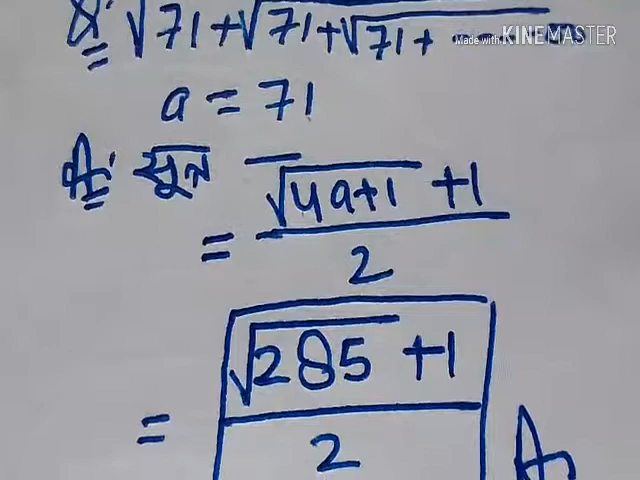 Q: √71+√71+√71+ ------
Made with KINEMASTER
a = 71
A: सूत्र — √4a+1 +1
= 2
√285 +1
= 2